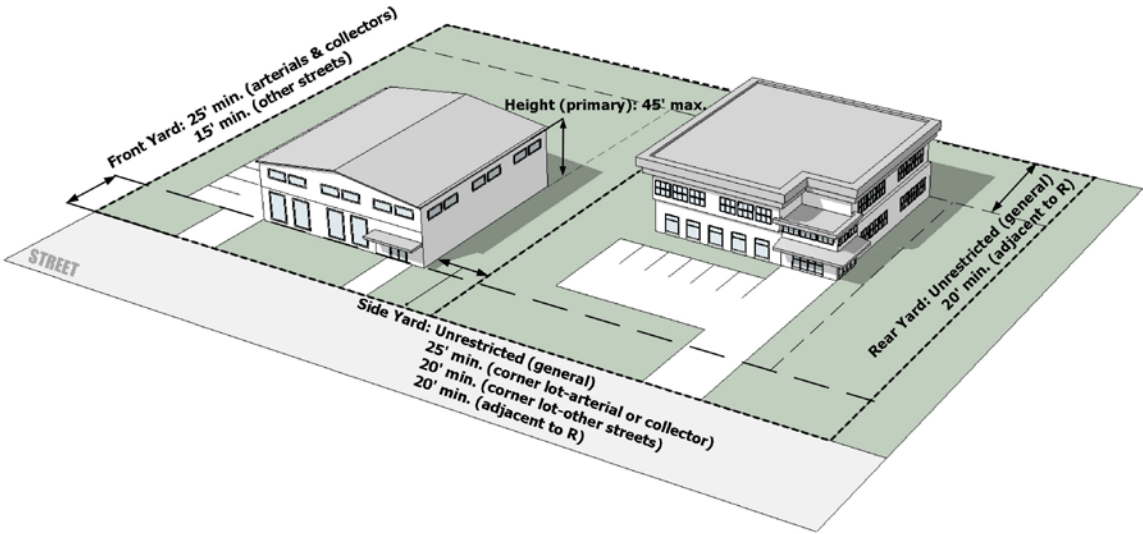 Front Yard: 25' min. (arterials & collectors)
15' min. (other streets)
Height (primary): 45' max.
STREET
Side Yard: Unrestricted (general)
25' min. (corner lot-arterial or collector)
20' min. (corner lot-other streets)
20' min. (adjacent to R)
Rear Yard: Unrestricted (general)
20' min. (adjacent to R)